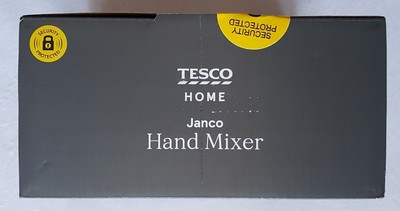 SECURITY
PROTECTED
SECURITY
PROTECTED
TESCO
HOME
Janco
Hand Mixer